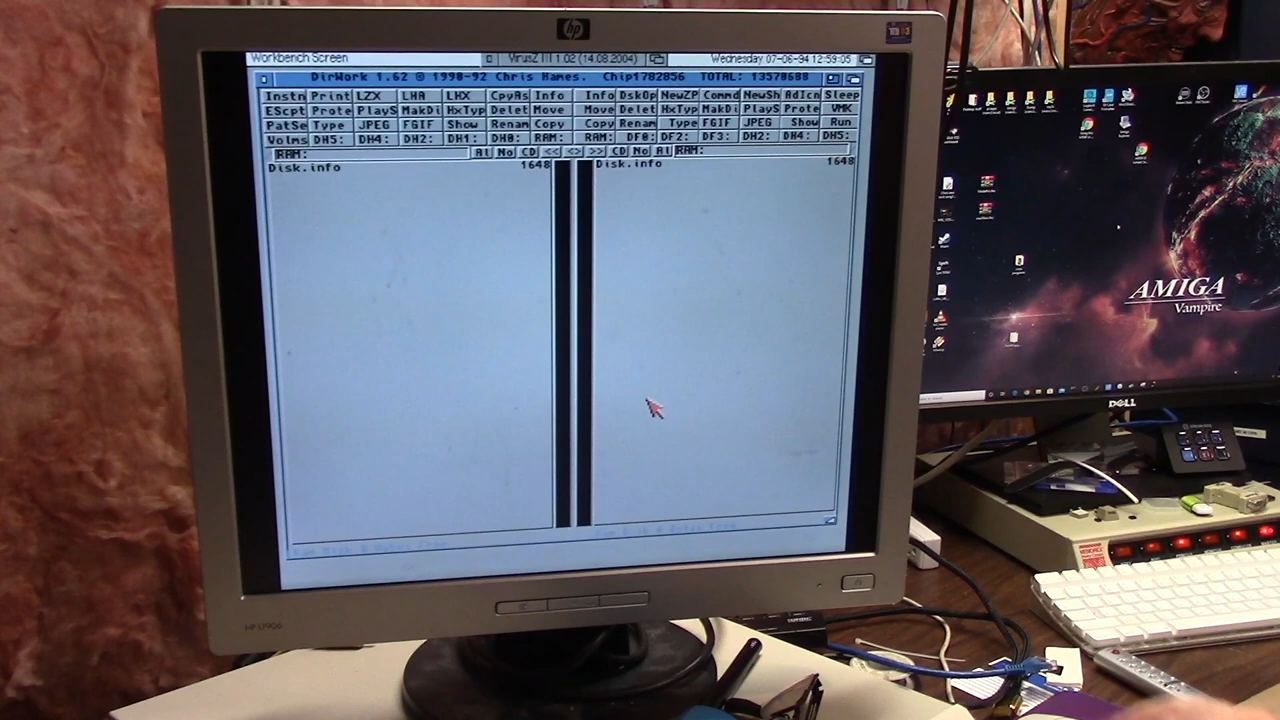 hp
Workbench Screen VirusZ III 1.02 (14.08.2004) Wednesday 07-06-94 12:59:05
DirWork 1.62 © 1990-92 Chris Hames. Chip1782856 TOTAL: 13570688
Instn Print LZX LHA LHX CpyAs Info Info DskOp NewZP Commd NewSh AdIcn Sleep
EScpt Prote PlayS MakDi HxTyp Delet Move Move Delet HxTyp MakDi PlayS Prote VMK
PatSe Type JPEG FGIF Show Renam Copy Copy Renam Type FGIF JPEG Show Run
Volms DH5: DH4: DH2: DH1: DH0: RAM: RAM: DF0: DF2: DF3: DH2: DH4: DH5:
RAM: Al No CD << <> >> CD No Al RAM:
Disk.info 1648 Disk.info 1648
HP L1906
AMIGA
Vampire
DELL
MEMOREX